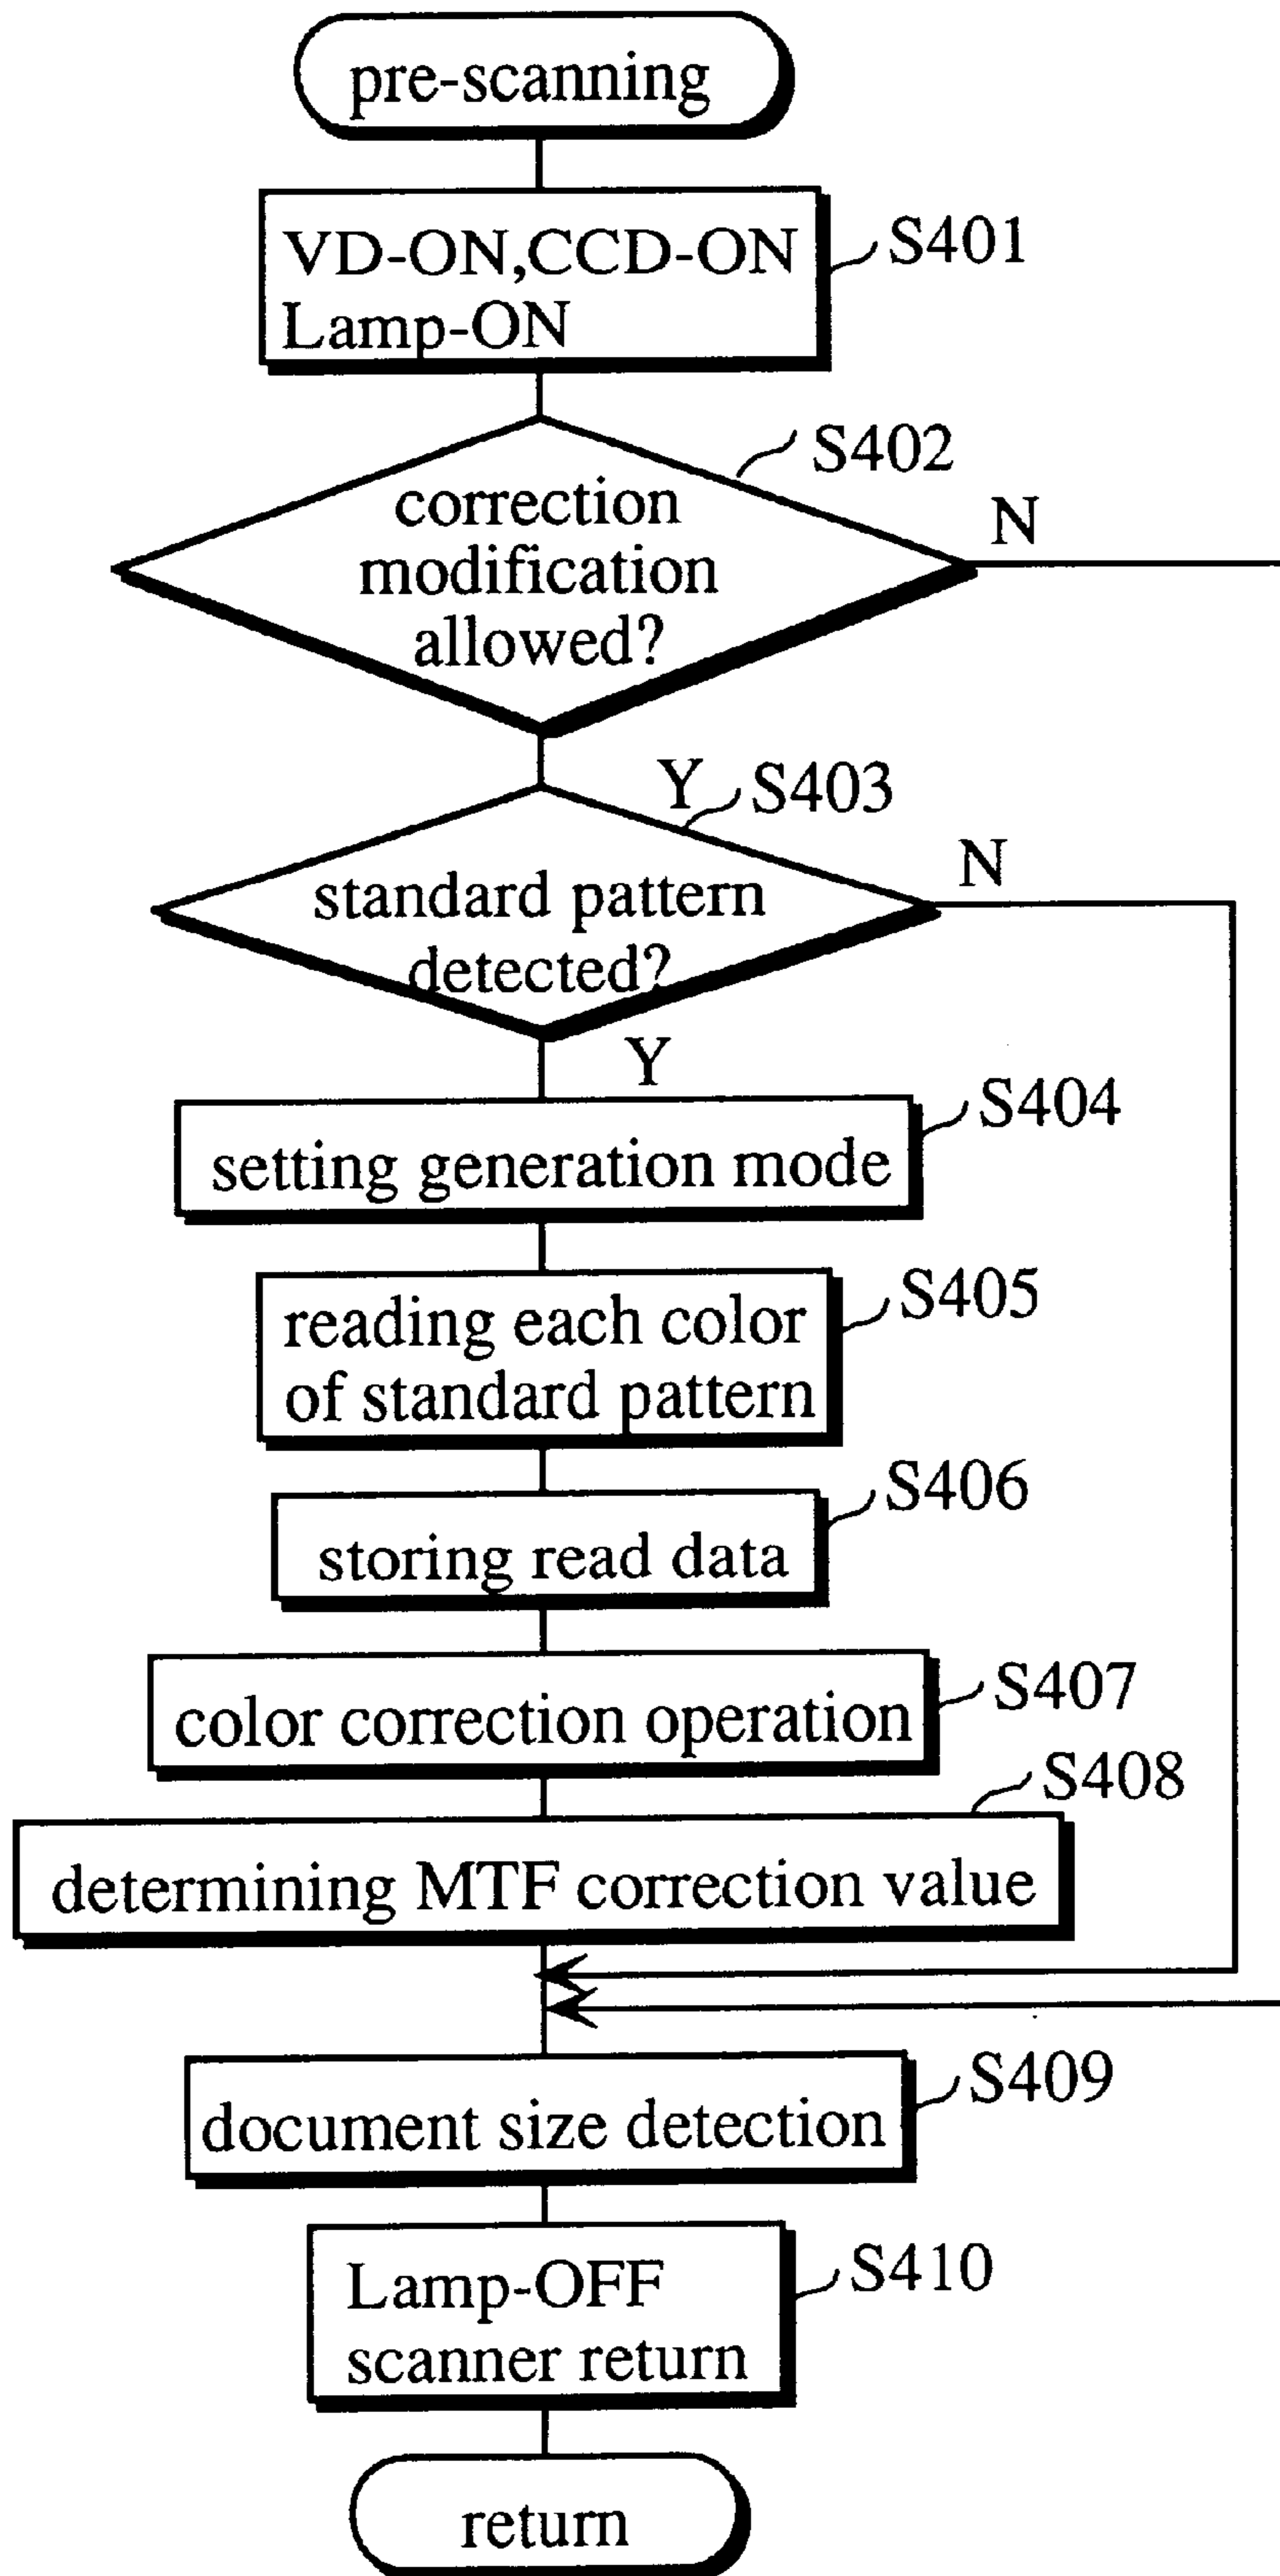 pre-scanning
VD-ON,CCD-ON
Lamp-ON
S401
S402
correction
modification
allowed?
N
Y
S403
standard pattern
detected?
N
Y
S404
setting generation mode
S405
reading each color
of standard pattern
S406
storing read data
S407
color correction operation
S408
determining MTF correction value
S409
document size detection
S410
Lamp-OFF
scanner return
return